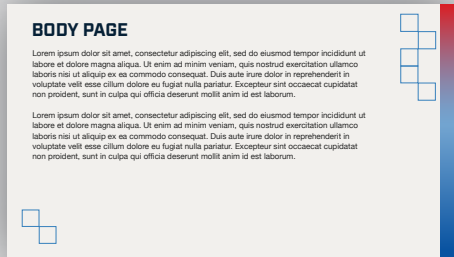 BODY PAGE
Lorem ipsum dolor sit amet, consectetur adipiscing elit, sed do eiusmod tempor incididunt ut
labore et dolore magna aliqua. Ut enim ad minim veniam, quis nostrud exercitation ullamco
laboris nisi ut aliquip ex ea commodo consequat. Duis aute irure dolor in reprehenderit in
voluptate velit esse cillum dolore eu fugiat nulla pariatur. Excepteur sint occaecat cupidatat
non proident, sunt in culpa qui officia deserunt mollit anim id est laborum.
Lorem ipsum dolor sit amet, consectetur adipiscing elit, sed do eiusmod tempor incididunt ut
labore et dolore magna aliqua. Ut enim ad minim veniam, quis nostrud exercitation ullamco
laboris nisi ut aliquip ex ea commodo consequat. Duis aute irure dolor in reprehenderit in
voluptate velit esse cillum dolore eu fugiat nulla pariatur. Excepteur sint occaecat cupidatat
non proident, sunt in culpa qui officia deserunt mollit anim id est laborum.